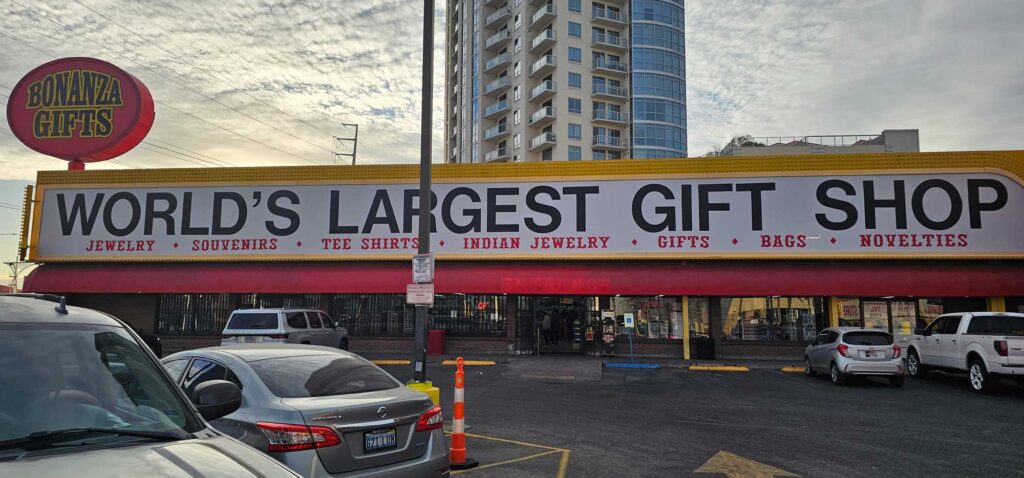 BONANZA
GIFTS
WORLD'S LARGEST GIFT SHOP
JEWELRY • SOUVENIRS • TEE SHIRTS • INDIAN JEWELRY • GIFTS • BAGS • NOVELTIES